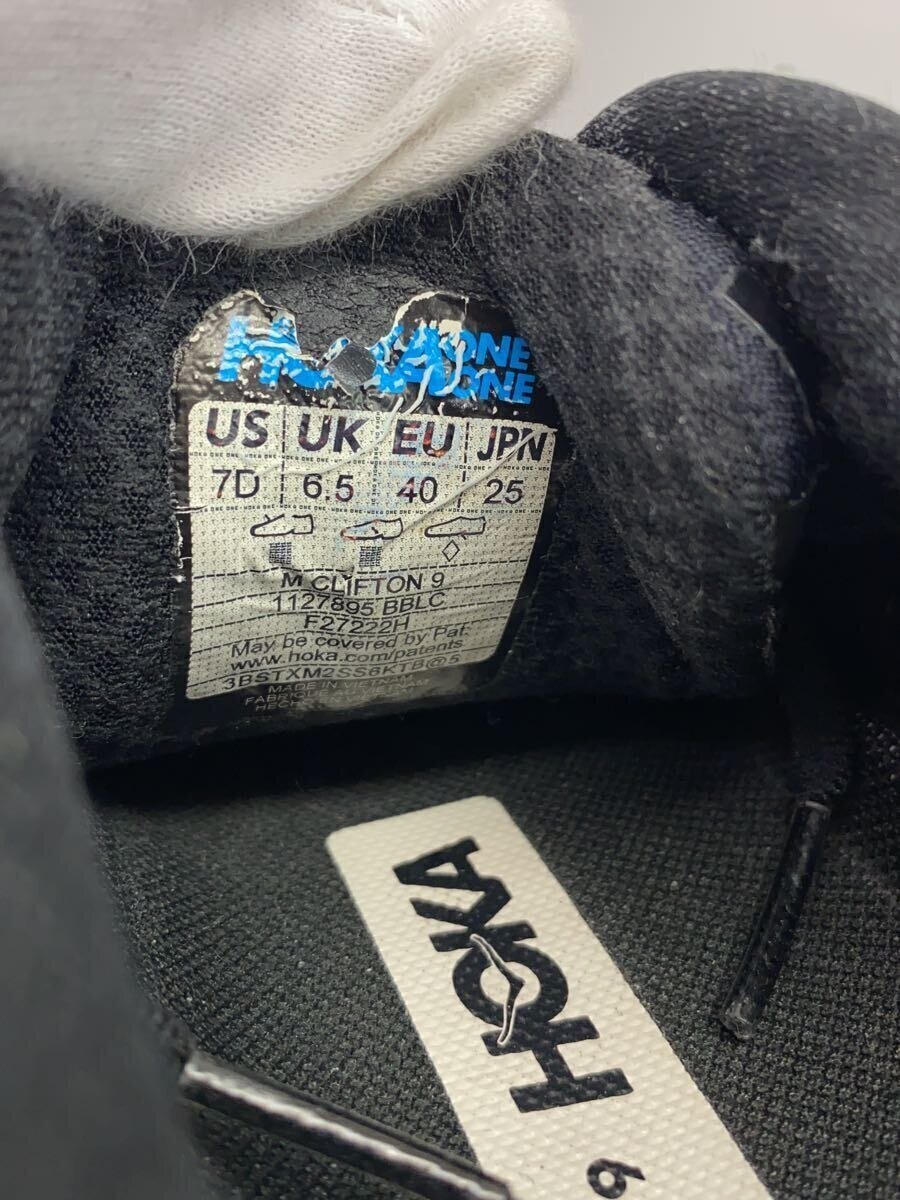 HOKA ONE ONE
US UK EU JPN
7D 6.5 40 25
M CLIFTON 9
1127895 BBLC
F27222H
May be covered by Pat.
www.hoka.com/patents
3BSTXM2SS6KTB@5
MADE IN VIETNAM
HOKA
9